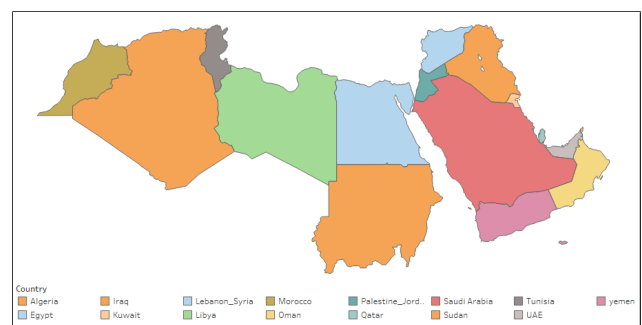 Country
Algeria Iraq Lebanon_Syria Morocco Palestine_Jord.. Saudi Arabia Tunisia yemen
Egypt Kuwait Libya Oman Qatar Sudan UAE